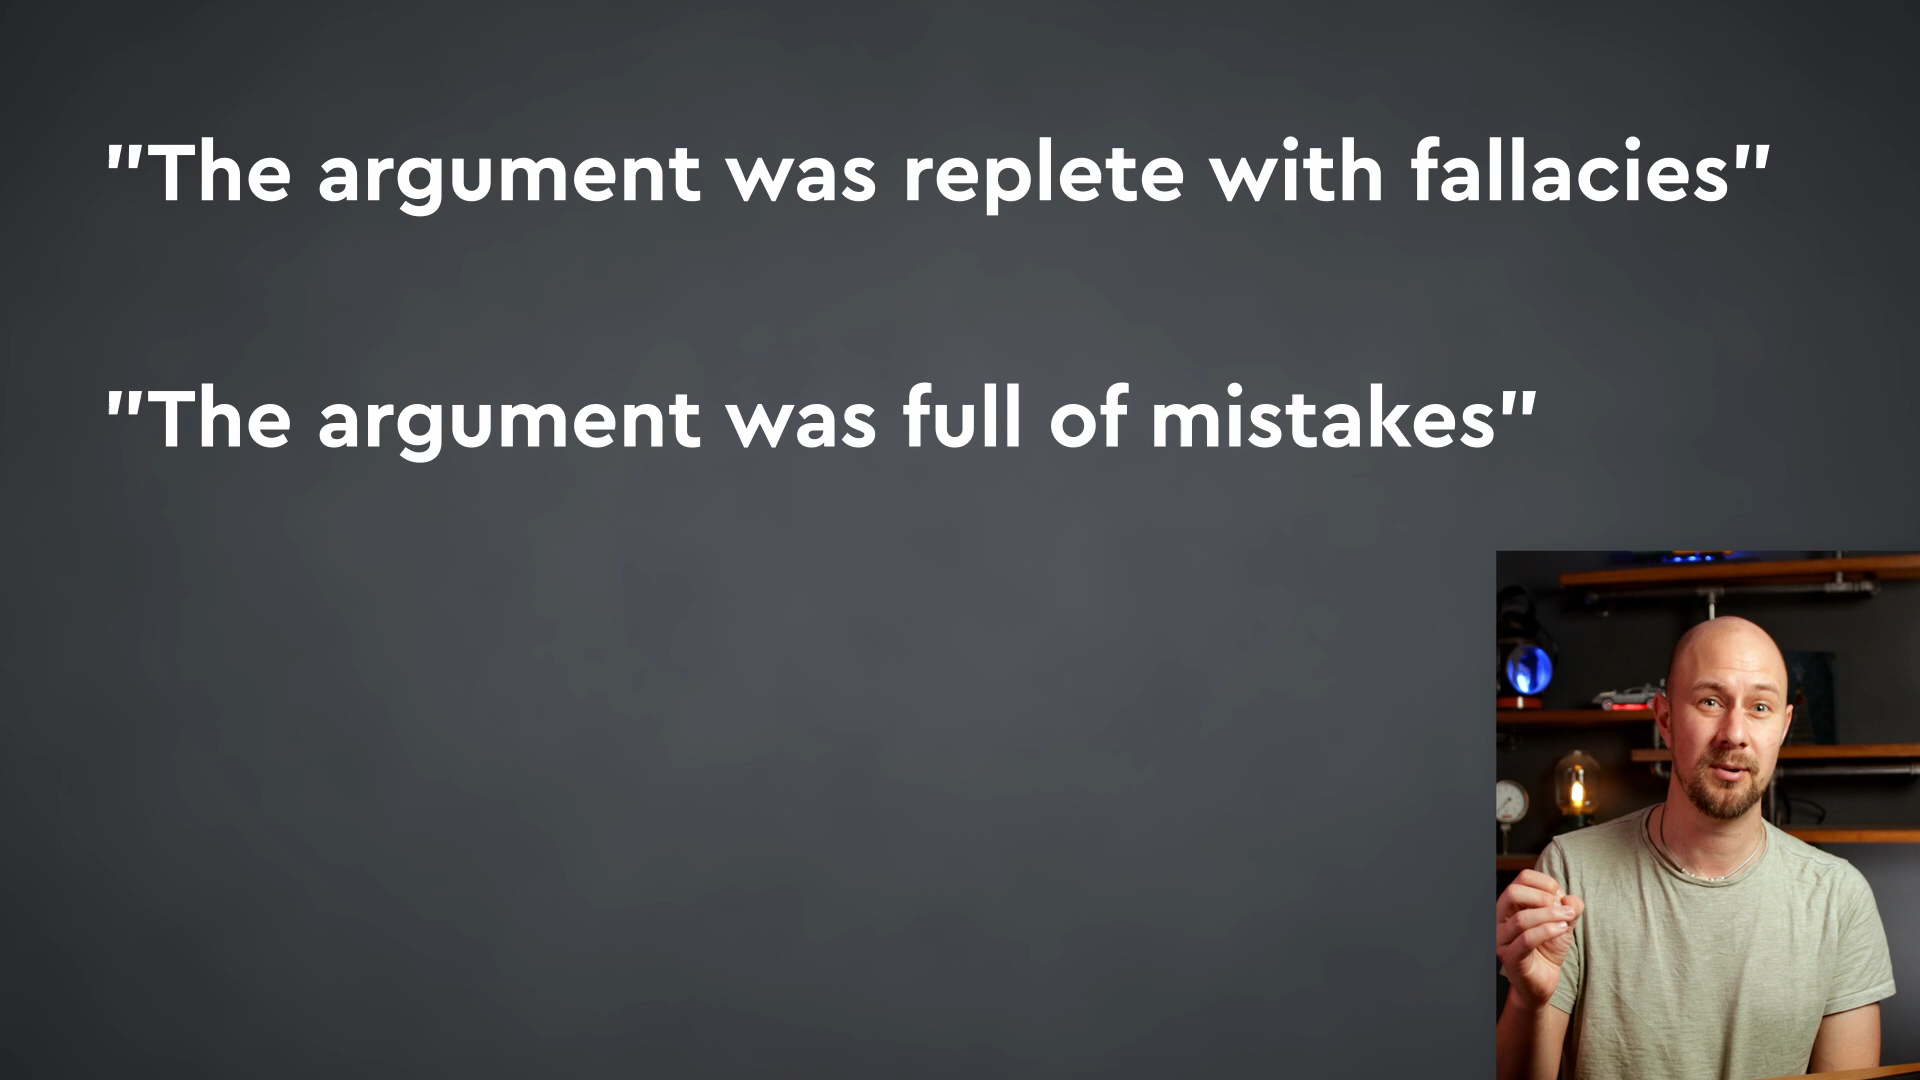 "The argument was replete with fallacies"
"The argument was full of mistakes"